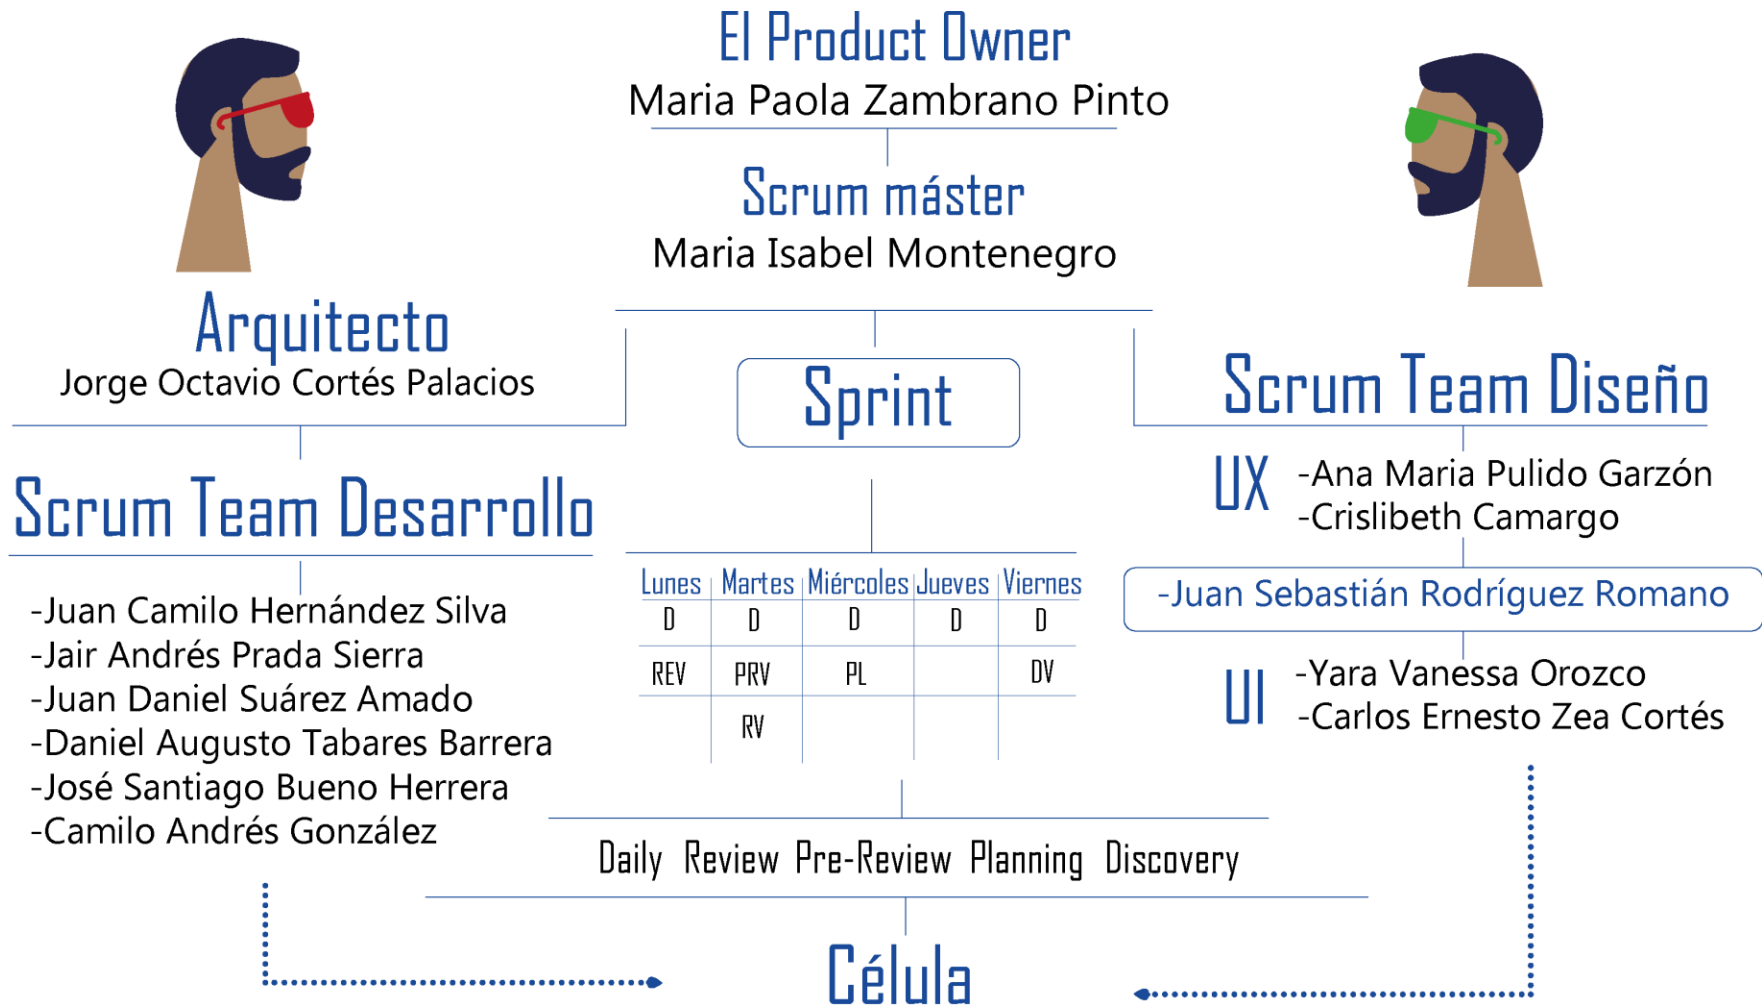 El Product Owner
Maria Paola Zambrano Pinto
Scrum máster
Maria Isabel Montenegro
Arquitecto
Jorge Octavio Cortés Palacios
Scrum Team Desarrollo
-Juan Camilo Hernández Silva
-Jair Andrés Prada Sierra
-Juan Daniel Suárez Amado
-Daniel Augusto Tabares Barrera
-José Santiago Bueno Herrera
-Camilo Andrés González
Sprint
Lunes Martes Miércoles Jueves Viernes
D D D D D
REV PRV PL DV
RV
Daily Review Pre-Review Planning Discovery
Scrum Team Diseño
UX
-Ana Maria Pulido Garzón
-Crislibeth Camargo
-Juan Sebastián Rodríguez Romano
UI
-Yara Vanessa Orozco
-Carlos Ernesto Zea Cortés
Célula